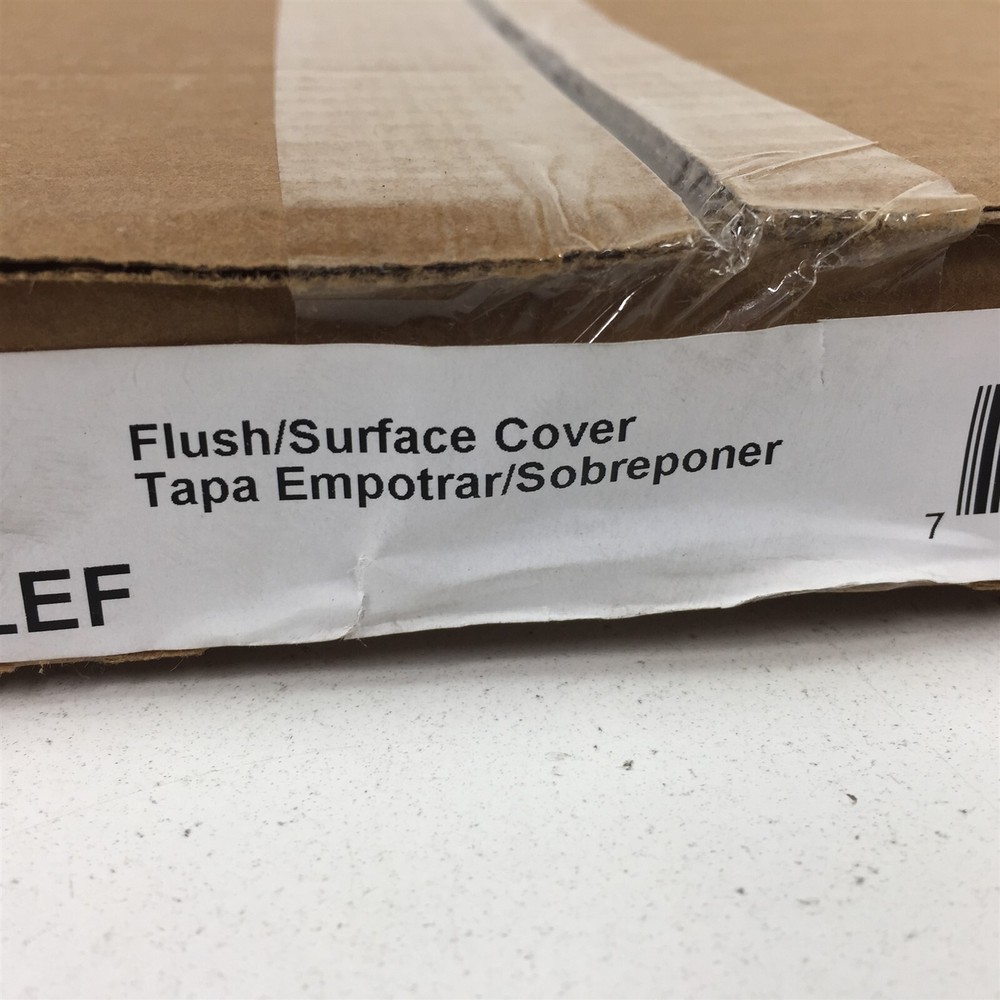 Flush/Surface Cover
Tapa Empotrar/Sobreponer
7
LEF